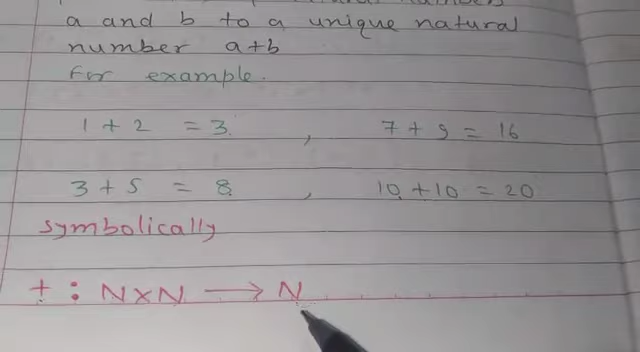 numbers
a and b to a unique natural
number a+b
For example.
1 + 2 = 3 , 7 + 9 = 16
3 + 5 = 8 , 10 + 10 = 20
symbolically
+ : N×N → N